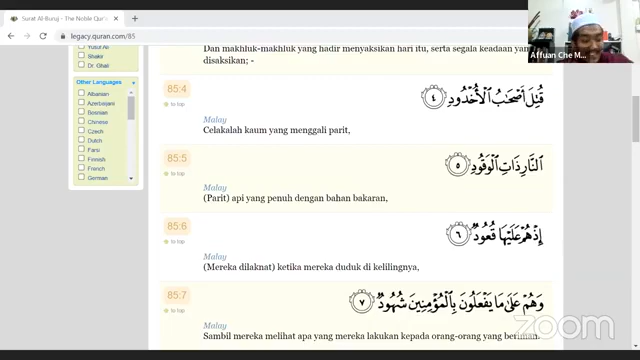 Surat Al-Buruj - The Noble Qur'
legacy.quran.com/85
Yusuf Ali
Shakir
Dr. Ghali
Other Languages
Albanian
Azerbaijani
Bosnian
Chinese
Czech
Dutch
Farsi
Finnish
French
German
Dan makhluk-makhluk yang hadir menyaksikan hari itu, serta segala keadaan yang
disaksikan; -
85:4
to top
قُتِلَ أَصْحَٰبُ ٱلْأُخْدُودِ ٤
Malay
Celakalah kaum yang menggali parit,
85:5
to top
ٱلنَّارِ ذَاتِ ٱلْوَقُودِ ٥
Malay
(Parit) api yang penuh dengan bahan bakaran,
85:6
to top
إِذْ هُمْ عَلَيْهَا قُعُودٌ ٦
Malay
(Mereka dilaknat) ketika mereka duduk di kelilingnya,
85:7
to top
وَهُمْ عَلَىٰ مَا يَفْعَلُونَ بِٱلْمُؤْمِنِينَ شُهُودٌ ٧
Malay
Sambil mereka melihat apa yang mereka lakukan kepada orang-orang yang beriman.
Affuan Che M...
zoom